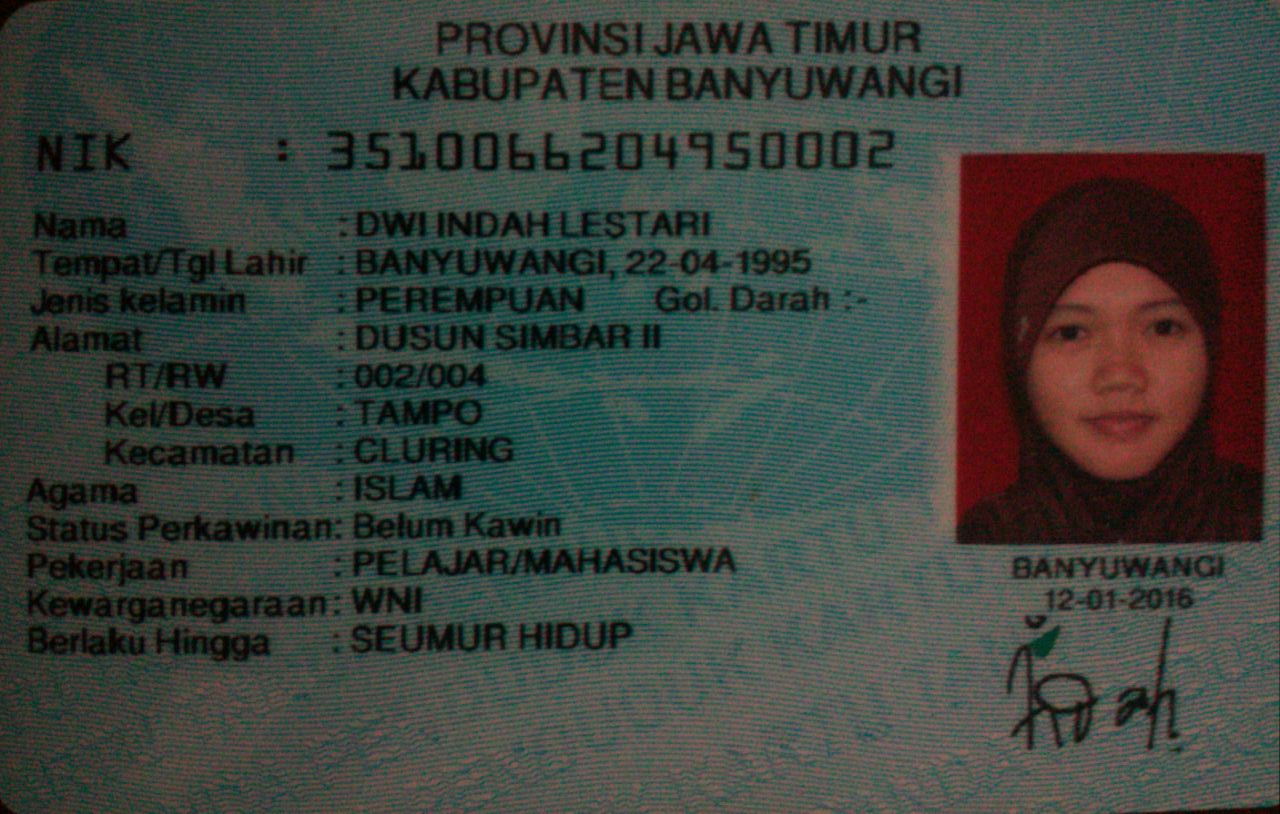 PROVINSI JAWA TIMUR
KABUPATEN BANYUWANGI
NIK : 3510066204950002
Nama : DWI INDAH LESTARI
Tempat/Tgl Lahir : BANYUWANGI, 22-04-1995
Jenis kelamin : PEREMPUAN Gol. Darah :-
Alamat : DUSUN SIMBAR II
RT/RW : 002/004
Kel/Desa : TAMPO
Kecamatan : CLURING
Agama : ISLAM
Status Perkawinan: Belum Kawin
Pekerjaan : PELAJAR/MAHASISWA
Kewarganegaraan: WNI
Berlaku Hingga : SEUMUR HIDUP
BANYUWANGI
12-01-2016